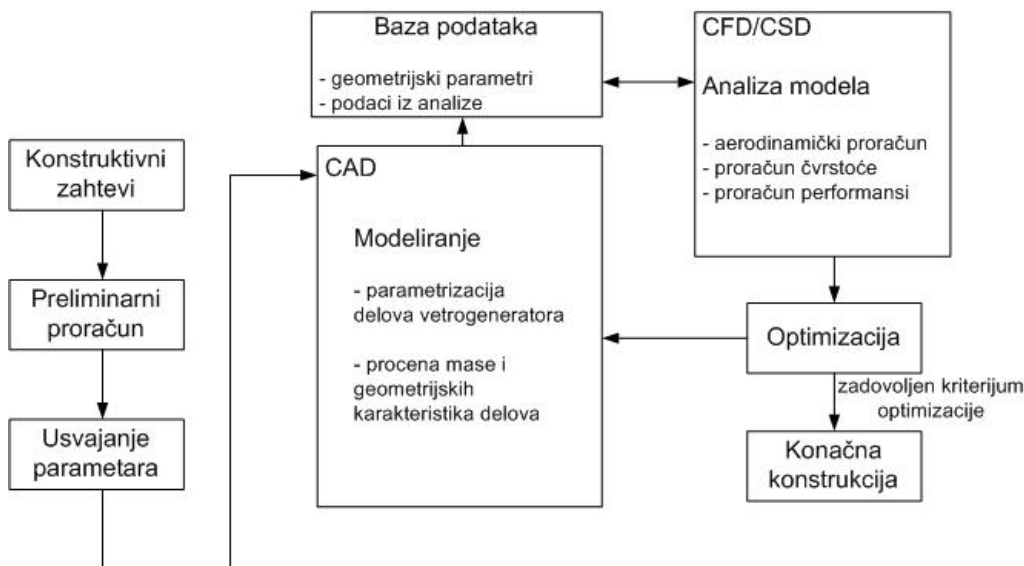 Konstruktivni
zahtevi
Preliminarni
proračun
Usvajanje
parametara
CAD
Modeliranje
- parametrizacija
delova vetrogeneratora
- procena mase i
geometrijskih
karakteristika delova
Baza podataka
- geometrijski parametri
- podaci iz analize
CFD/CSD
Analiza modela
- aerodinamički proračun
- proračun čvrstoće
- proračun performansi
Optimizacija
zadovoljen kriterijum
optimizacije
Konačna
konstrukcija